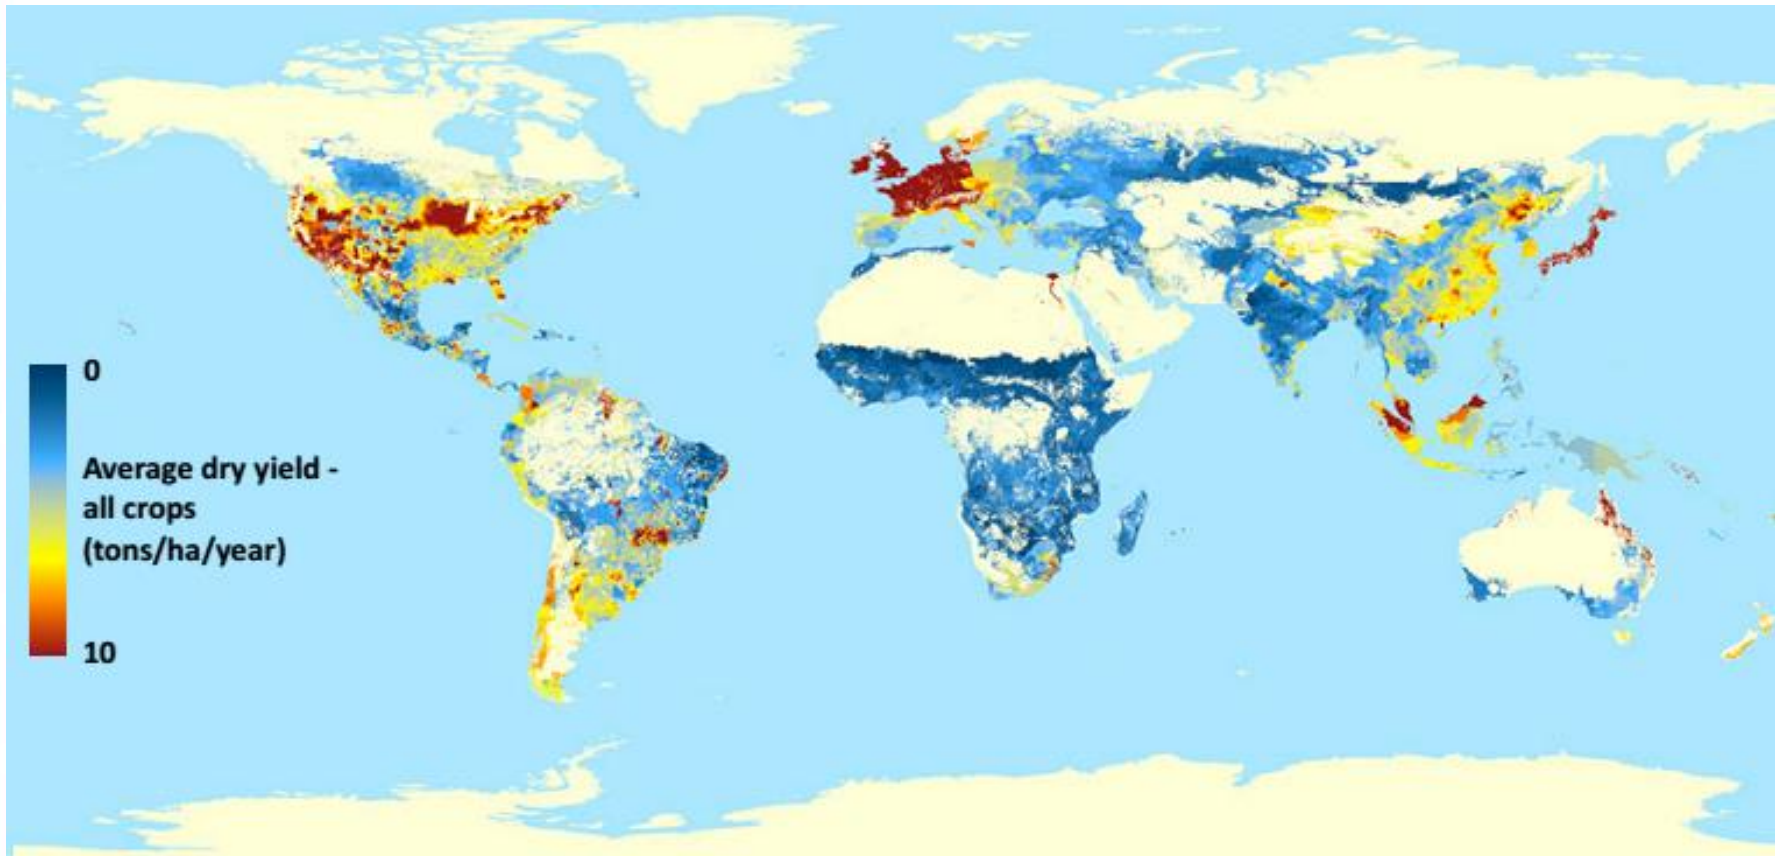 0
Average dry yield -
all crops
(tons/ha/year)
10